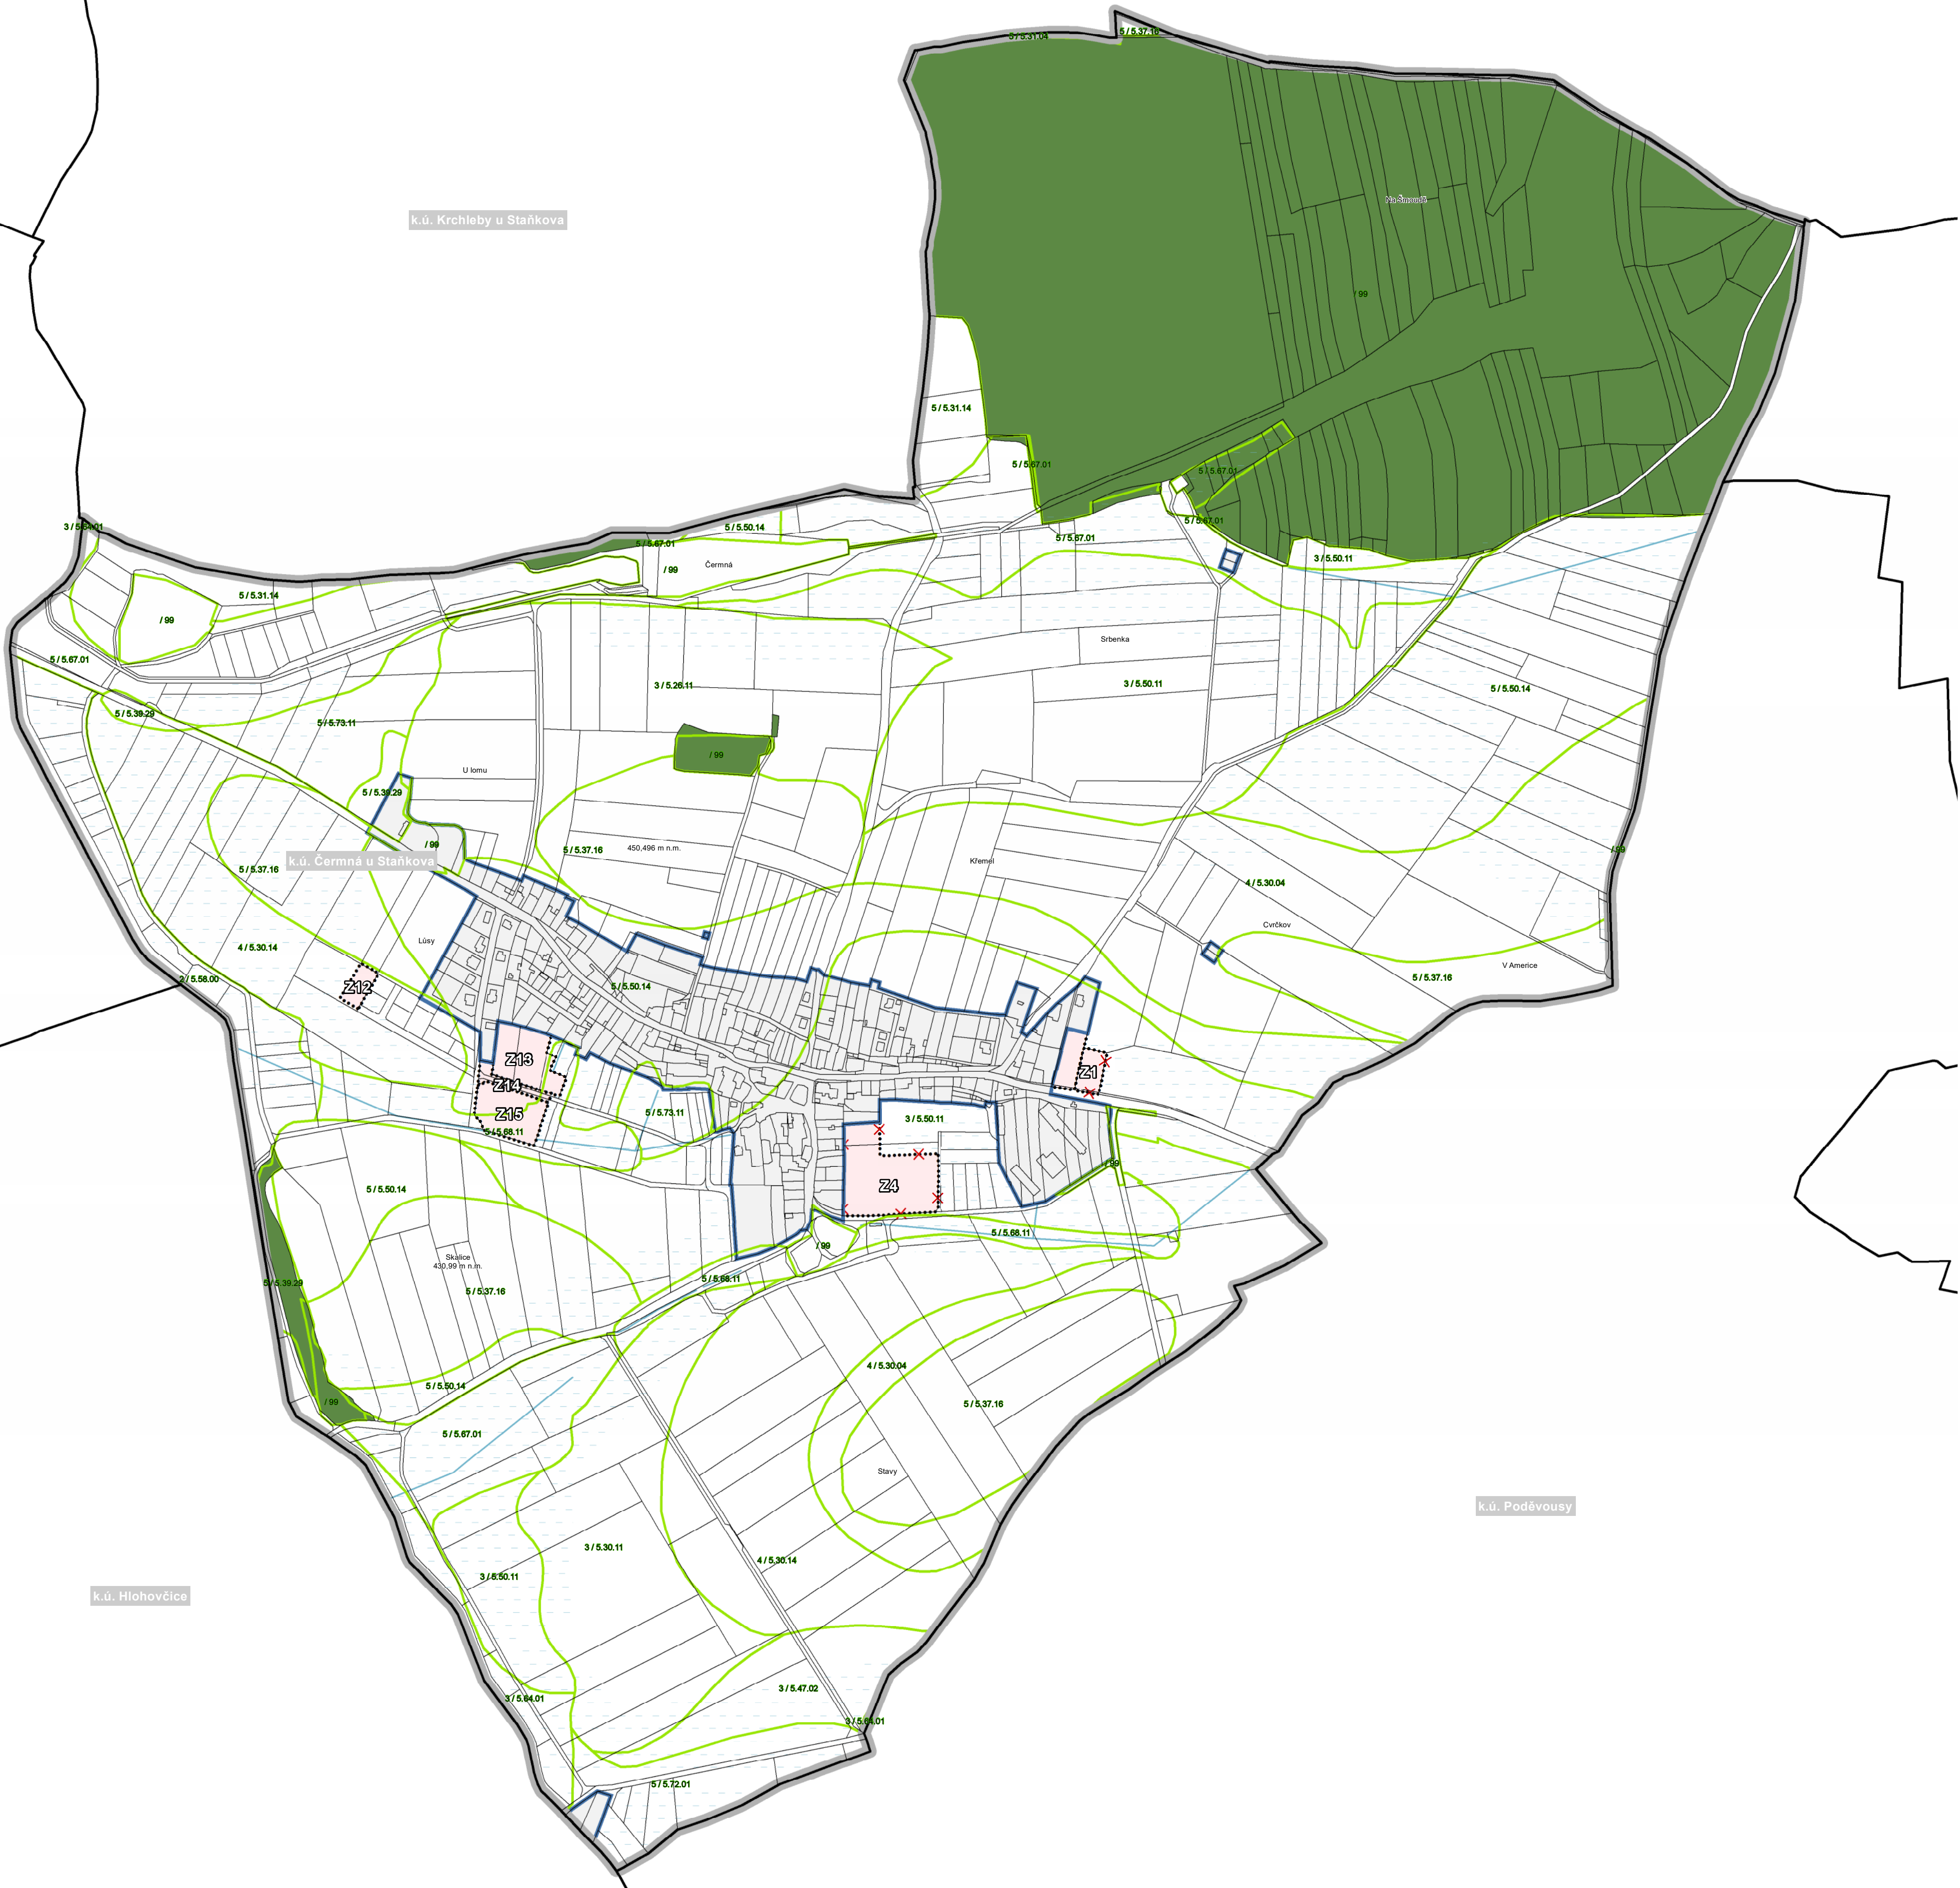 5 / 5.37.16
5 / 5.31.04
Na Šmoudě
k.ú. Krchleby u Staňkova
/ 99
5 / 5.31.14
5 / 5.67.01
5 / 5.67.01
3 / 5.64.01
5 / 5.50.14
5 / 5.67.01
5 / 5.67.01
5 / 5.67.01
3 / 5.50.11
Čermná
/ 99
5 / 5.31.14
/ 99
Srbenka
5 / 5.67.01
3 / 5.26.11
3 / 5.50.11
5 / 5.50.14
5 / 5.39.29
5 / 5.73.11
/ 99
U lomu
5 / 5.39.29
/ 99
5 / 5.37.16
450,496 m n.m.
/ 99
k.ú. Čermná u Staňkova
Křemel
5 / 5.37.16
4 / 5.30.04
Cvrčkov
Lůsy
4 / 5.30.14
V Americe
5 / 5.37.16
2 / 5.58.00
Z12
5 / 5.50.14
Z13
Z1
Z14
Z15
5 / 5.73.11
3 / 5.50.11
5 / 5.68.11
/ 99
Z4
5 / 5.50.14
5 / 5.68.11
/ 99
Skalice
430,99 m n.m.
5 / 5.68.11
5 / 5.39.29
5 / 5.37.16
4 / 5.30.04
5 / 5.50.14
/ 99
5 / 5.37.16
5 / 5.67.01
Stavy
k.ú. Poděvousy
3 / 5.30.11
4 / 5.30.14
3 / 5.50.11
k.ú. Hlohovčice
3 / 5.47.02
3 / 5.64.01
3 / 5.64.01
5 / 5.72.01